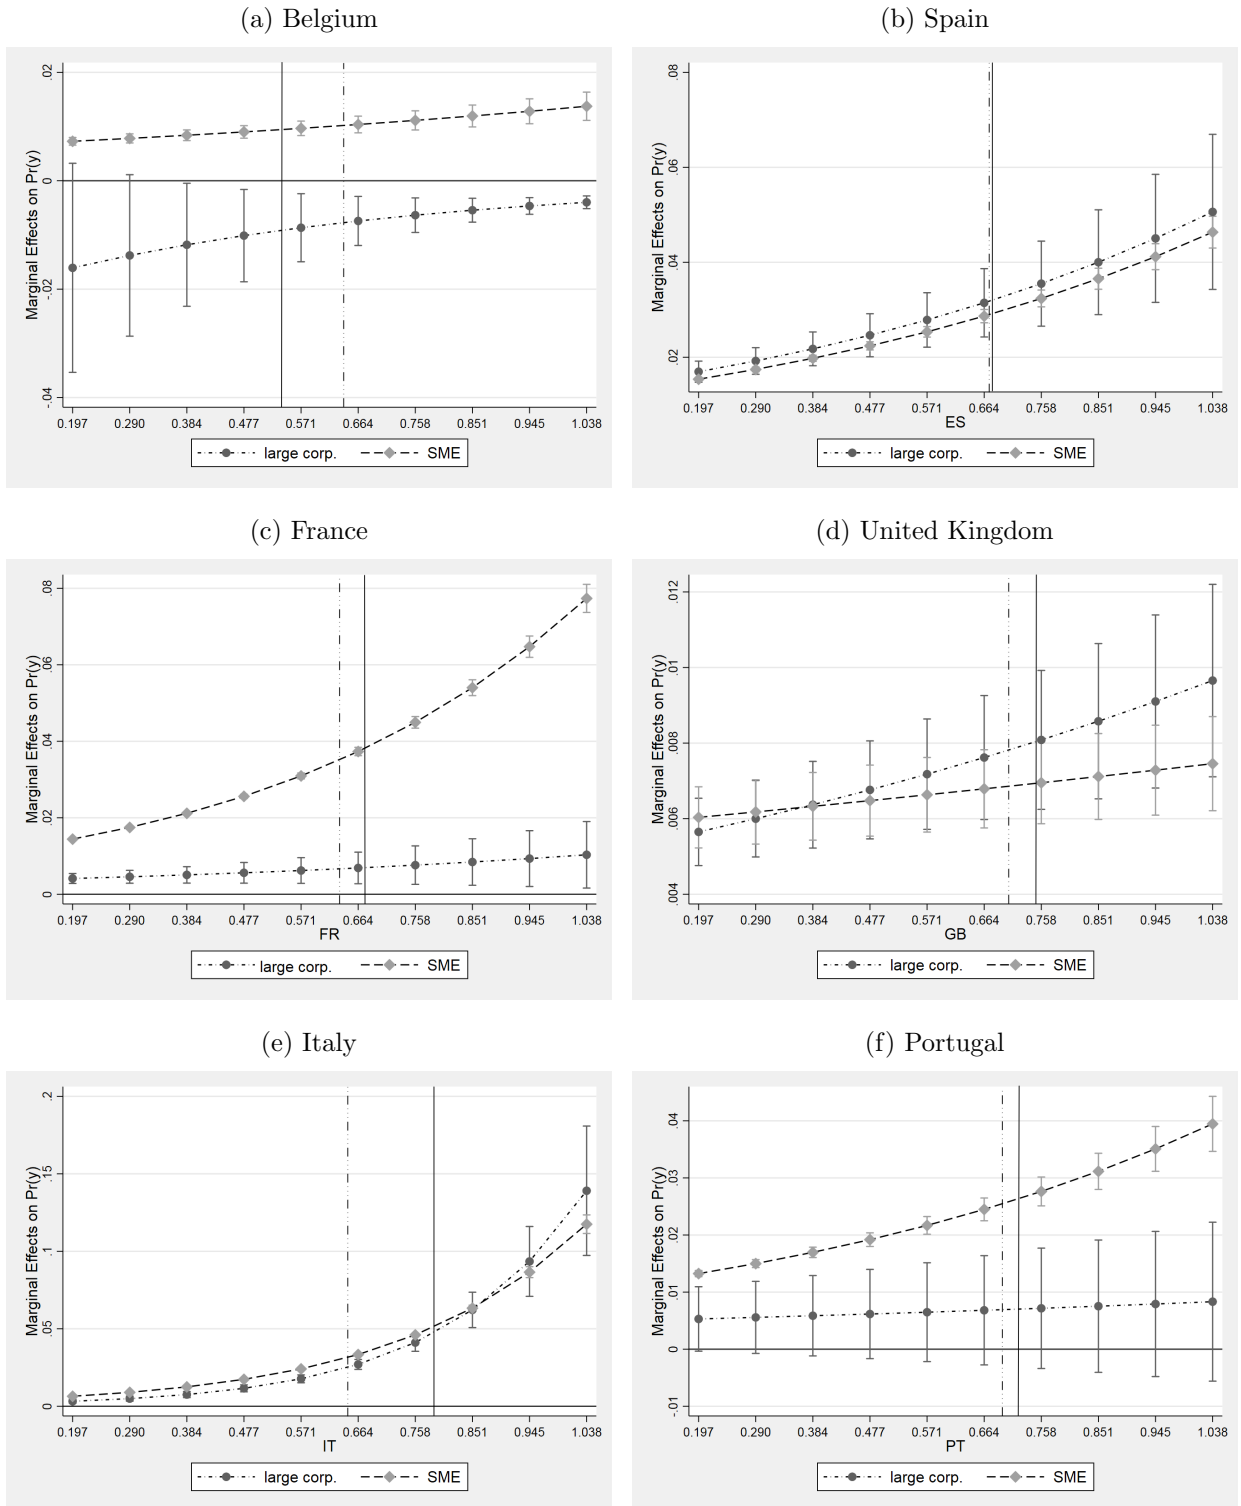 (a) Belgium
Marginal Effects on Pr(y)
.02
0
-.02
-.04
0.197 0.290 0.384 0.477 0.571 0.664 0.758 0.851 0.945 1.038
large corp. SME
(b) Spain
Marginal Effects on Pr(y)
.08
.06
.04
.02
0.197 0.290 0.384 0.477 0.571 0.664 0.758 0.851 0.945 1.038
ES
large corp. SME
(c) France
Marginal Effects on Pr(y)
.08
.06
.04
.02
0
0.197 0.290 0.384 0.477 0.571 0.664 0.758 0.851 0.945 1.038
FR
large corp. SME
(d) United Kingdom
Marginal Effects on Pr(y)
.012
.01
.008
.006
.004
0.197 0.290 0.384 0.477 0.571 0.664 0.758 0.851 0.945 1.038
GB
large corp. SME
(e) Italy
Marginal Effects on Pr(y)
.2
.15
.1
.05
0
0.197 0.290 0.384 0.477 0.571 0.664 0.758 0.851 0.945 1.038
IT
large corp. SME
(f) Portugal
Marginal Effects on Pr(y)
.04
.03
.02
.01
0
-.01
0.197 0.290 0.384 0.477 0.571 0.664 0.758 0.851 0.945 1.038
PT
large corp. SME